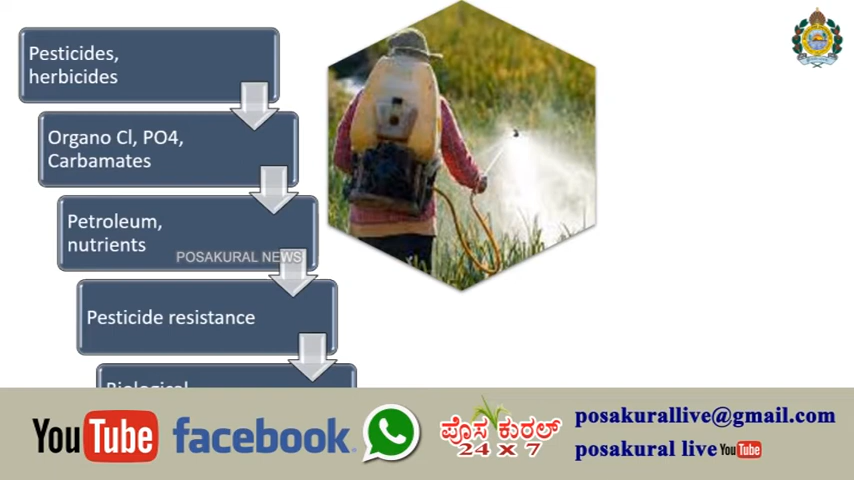 Pesticides,
herbicides
Organo Cl, PO4,
Carbamates
Petroleum,
nutrients
POSAKURAL NEWS
Pesticide resistance
Biological
YouTube
facebook
ಪೊಸ ಕುರಲ್
24 x 7
posakurallive@gmail.com
posakural live YouTube